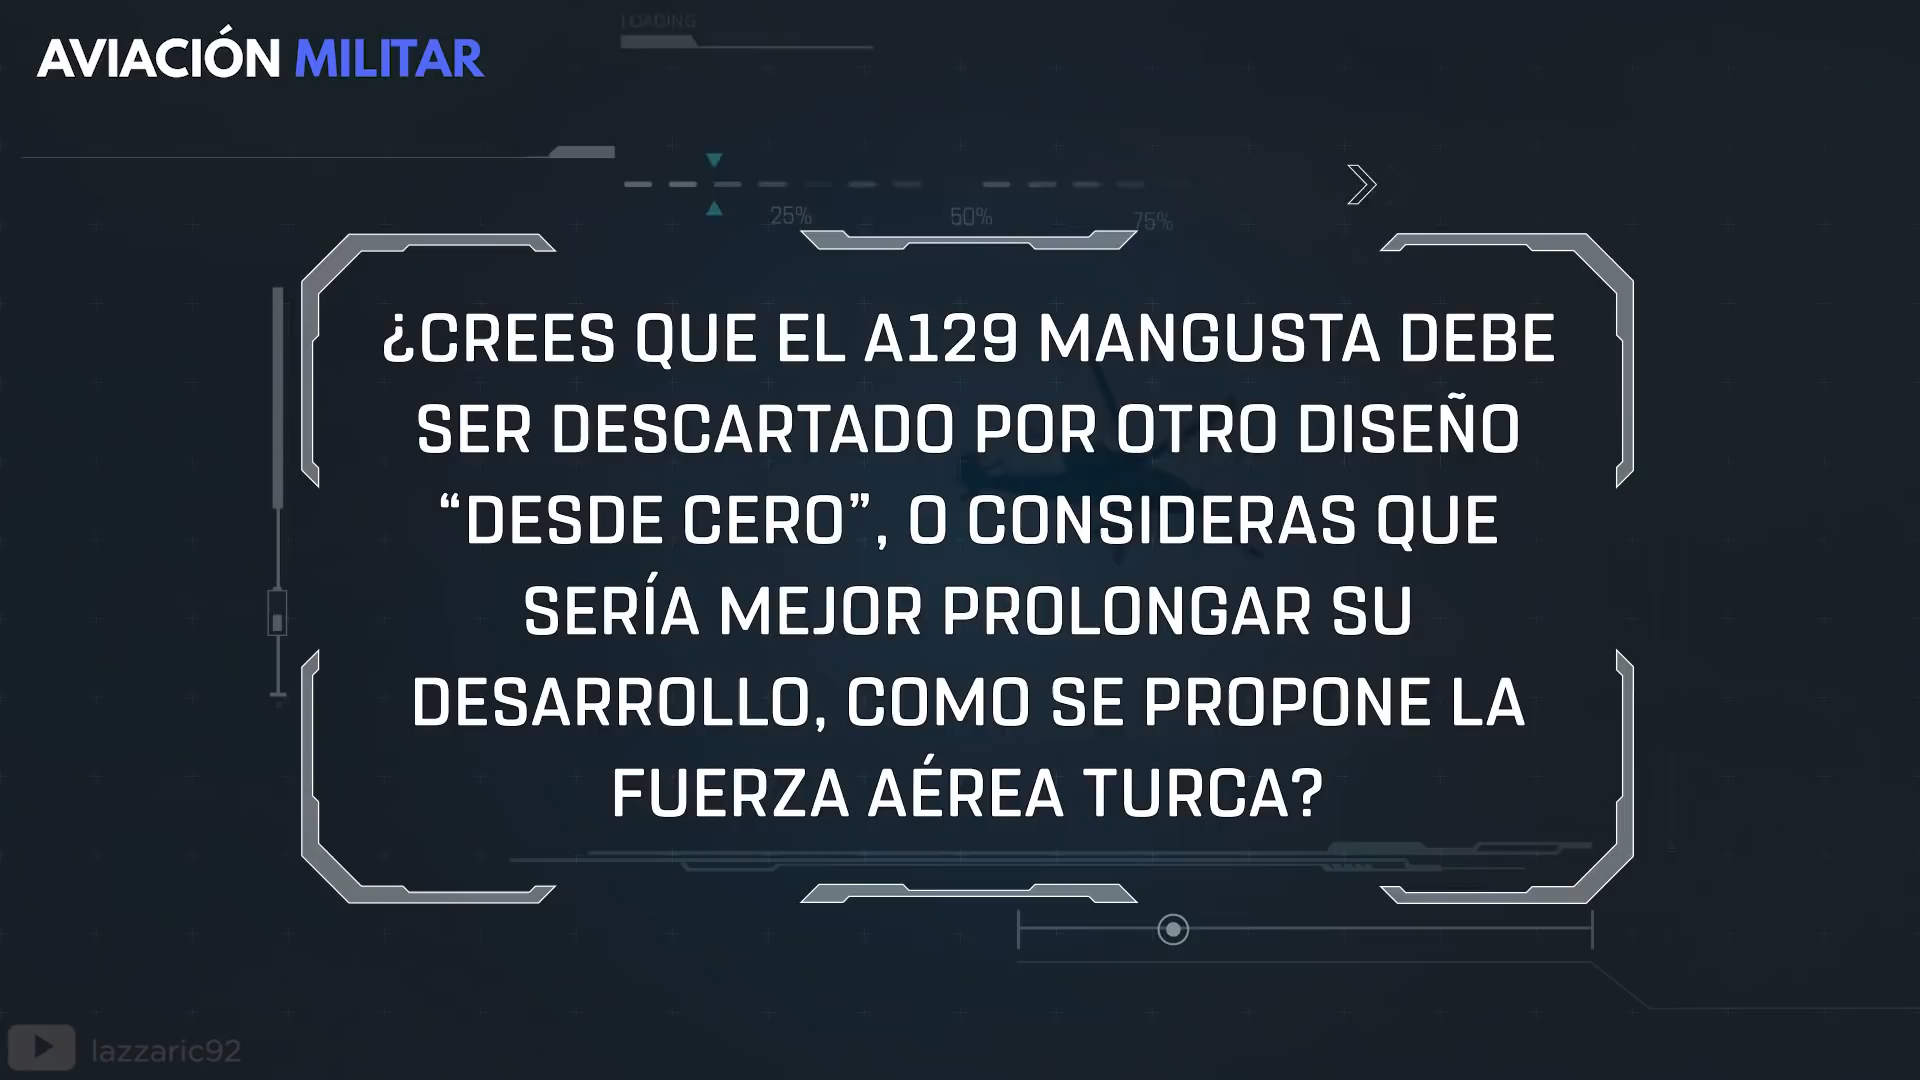 LOADING
AVIACIÓN MILITAR
25% 50% 75%
¿CREES QUE EL A129 MANGUSTA DEBE
SER DESCARTADO POR OTRO DISEÑO
“DESDE CERO”, O CONSIDERAS QUE
SERÍA MEJOR PROLONGAR SU
DESARROLLO, COMO SE PROPONE LA
FUERZA AÉREA TURCA?
lazzaric92